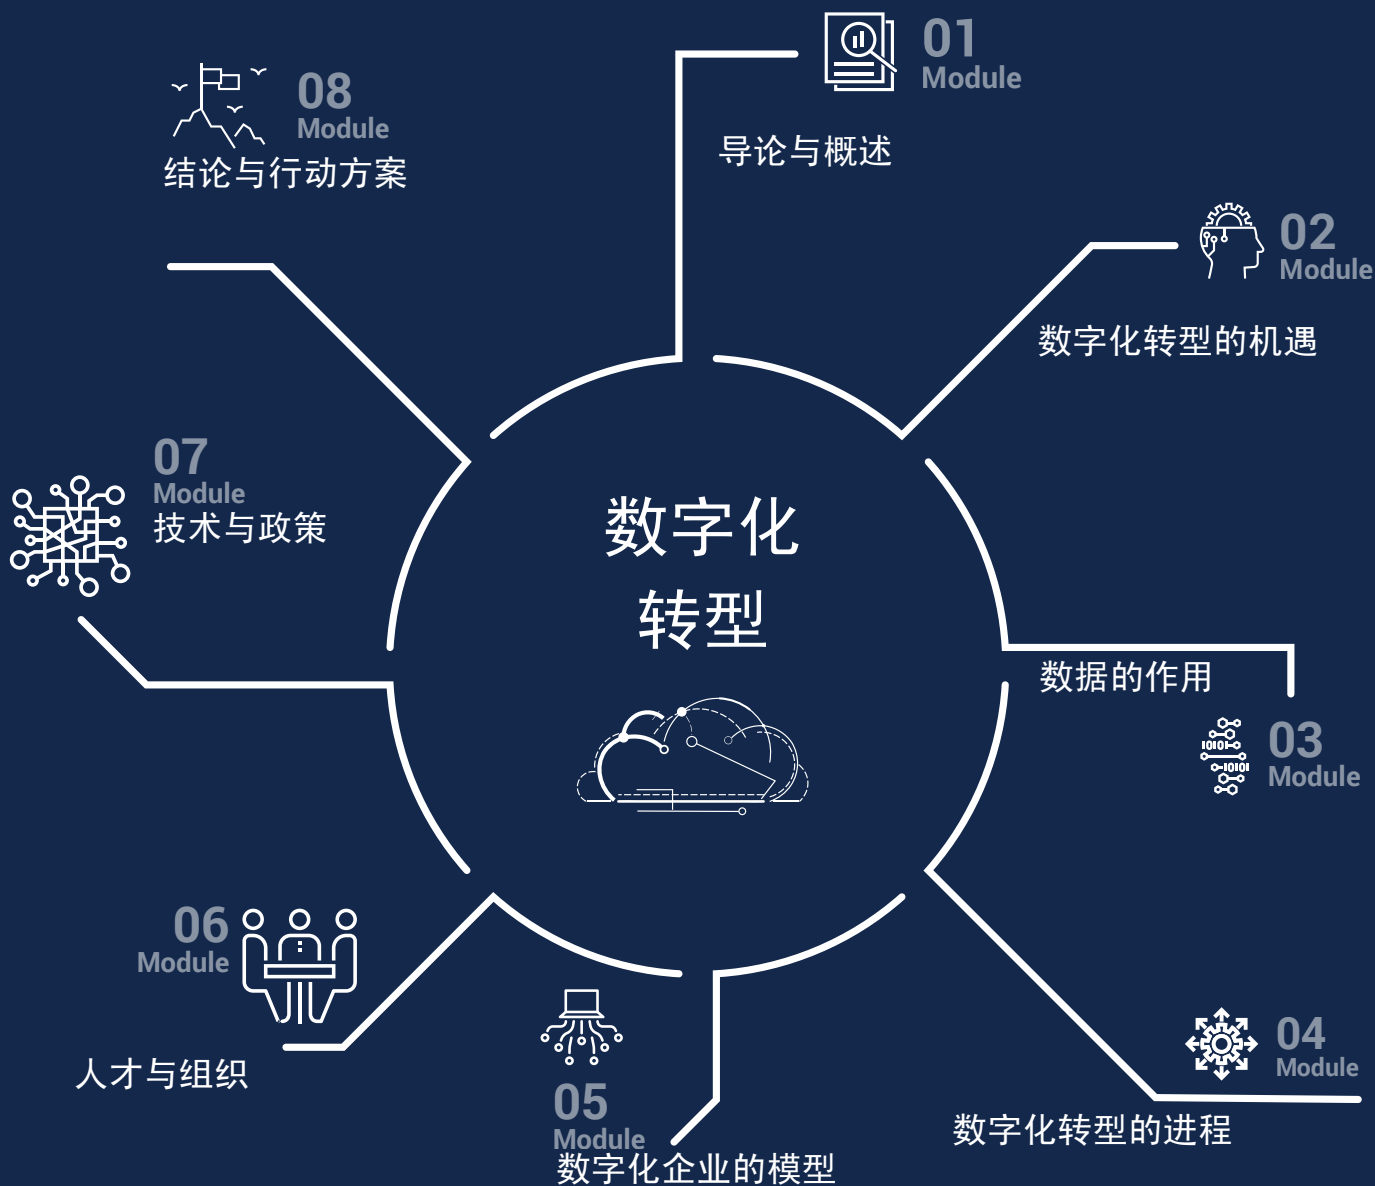 01
Module
导论与概述
02
Module
数字化转型的机遇
数据的作用
03
Module
04
Module
数字化转型的进程
05
Module
数字化企业的模型
06
Module
人才与组织
07
Module
技术与政策
08
Module
结论与行动方案
数字化
转型
10101
10101